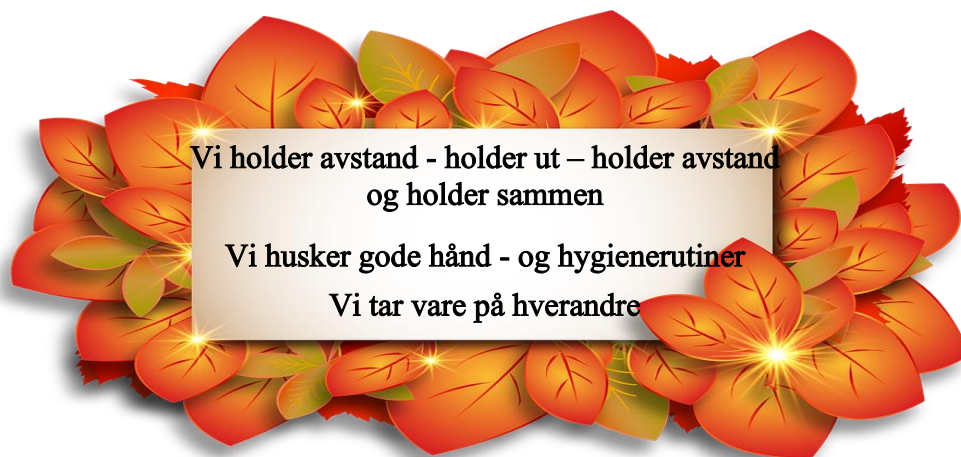 Vi holder avstand - holder ut – holder avstand
og holder sammen
Vi husker gode hånd - og hygienerutiner
Vi tar vare på hverandre